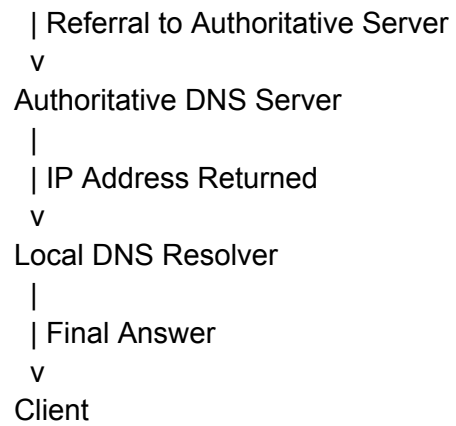 | Referral to Authoritative Server
v
Authoritative DNS Server
|
| IP Address Returned
v
Local DNS Resolver
|
| Final Answer
v
Client